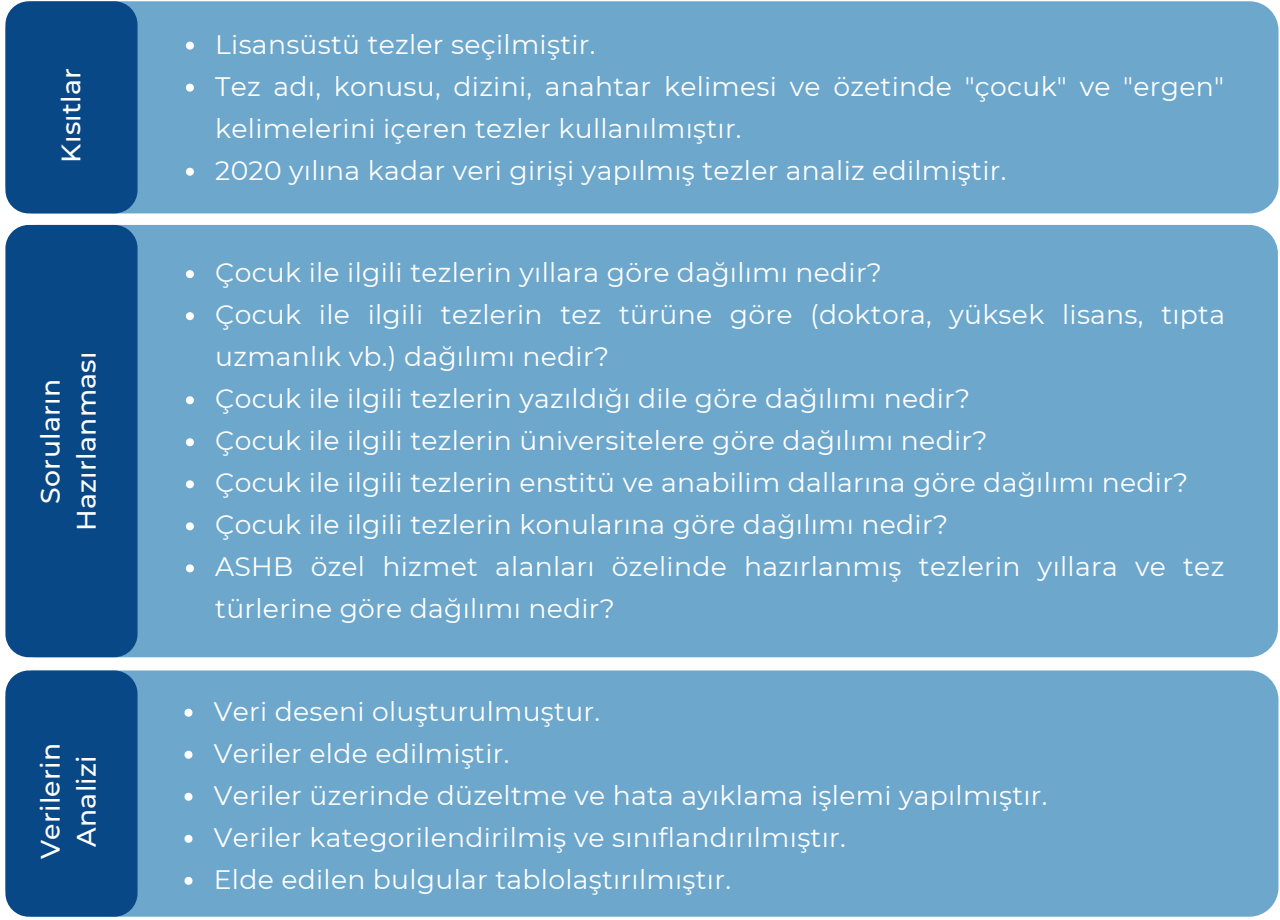 Kısıtlar
• Lisansüstü tezler seçilmiştir.
• Tez adı, konusu, dizini, anahtar kelimesi ve özetinde "çocuk" ve "ergen"
kelimelerini içeren tezler kullanılmıştır.
• 2020 yılına kadar veri girişi yapılmış tezler analiz edilmiştir.
Soruların
Hazırlanması
• Çocuk ile ilgili tezlerin yıllara göre dağılımı nedir?
• Çocuk ile ilgili tezlerin tez türüne göre (doktora, yüksek lisans, tıpta
uzmanlık vb.) dağılımı nedir?
• Çocuk ile ilgili tezlerin yazıldığı dile göre dağılımı nedir?
• Çocuk ile ilgili tezlerin üniversitelere göre dağılımı nedir?
• Çocuk ile ilgili tezlerin enstitü ve anabilim dallarına göre dağılımı nedir?
• Çocuk ile ilgili tezlerin konularına göre dağılımı nedir?
• ASHB özel hizmet alanları özelinde hazırlanmış tezlerin yıllara ve tez
türlerine göre dağılımı nedir?
Verilerin
Analizi
• Veri deseni oluşturulmuştur.
• Veriler elde edilmiştir.
• Veriler üzerinde düzeltme ve hata ayıklama işlemi yapılmıştır.
• Veriler kategorilendirilmiş ve sınıflandırılmıştır.
• Elde edilen bulgular tablolaştırılmıştır.